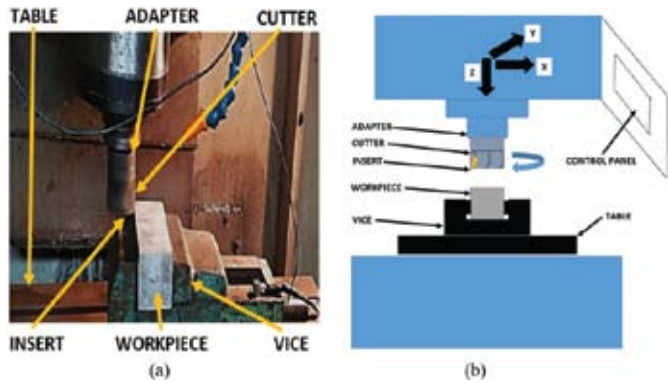 TABLE ADAPTER CUTTER
INSERT WORKPIECE VICE
(a)
Y
Z X
ADAPTER
CUTTER
INSERT
CONTROL PANEL
WORKPIECE
VICE
TABLE
(b)